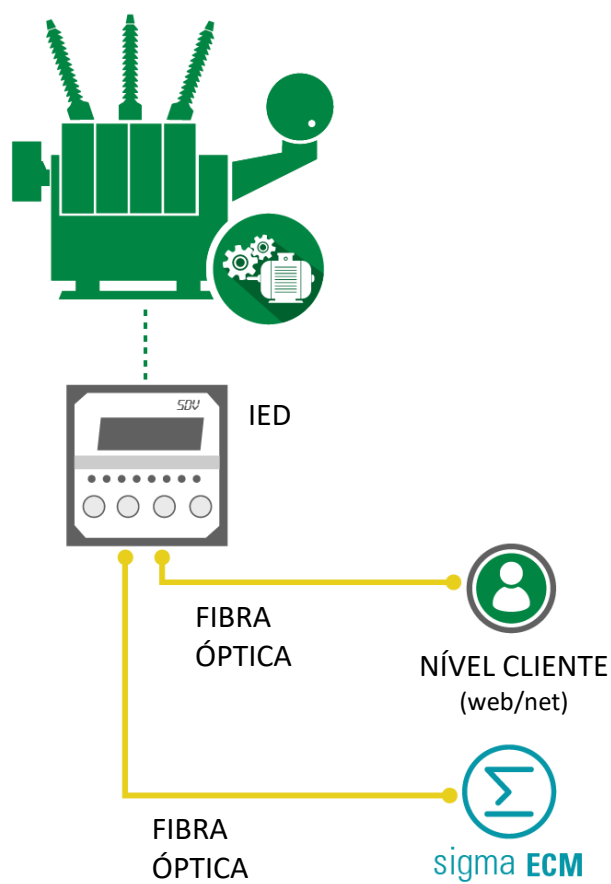 SDV
IED
FIBRA
ÓPTICA
NÍVEL CLIENTE
(web/net)
FIBRA
ÓPTICA
sigma ECM